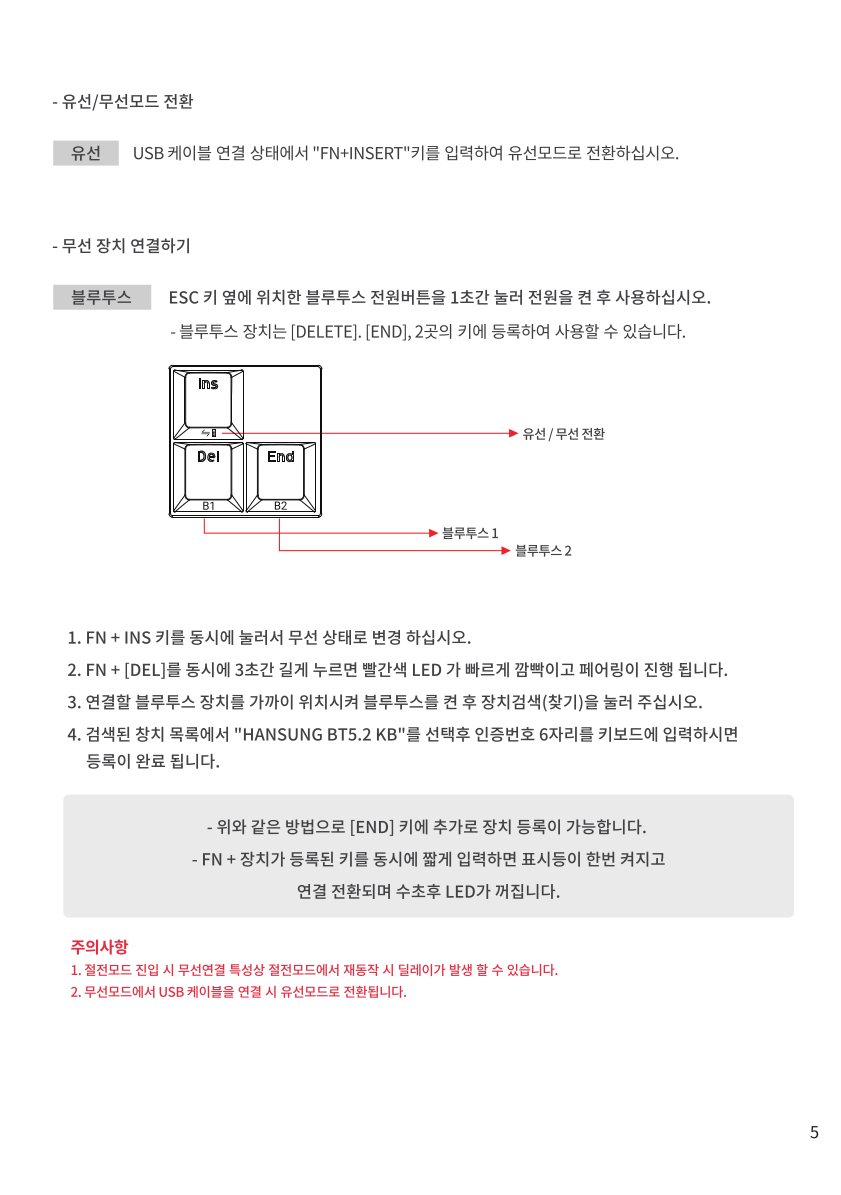 - 유선/무선모드 전환
유선 USB 케이블 연결 상태에서 "FN+INSERT"키를 입력하여 유선모드로 전환하십시오.
- 무선 장치 연결하기
블루투스 ESC 키 옆에 위치한 블루투스 전원버튼을 1초간 눌러 전원을 켠 후 사용하십시오.
- 블루투스 장치는 [DELETE]. [END], 2곳의 키에 등록하여 사용할 수 있습니다.
Ins
유선 / 무선 전환
Del End
B1 B2
블루투스 1
블루투스 2
1. FN + INS 키를 동시에 눌러서 무선 상태로 변경 하십시오.
2. FN + [DEL]를 동시에 3초간 길게 누르면 빨간색 LED 가 빠르게 깜빡이고 페어링이 진행 됩니다.
3. 연결할 블루투스 장치를 가까이 위치시켜 블루투스를 켠 후 장치검색(찾기)을 눌러 주십시오.
4. 검색된 창치 목록에서 "HANSUNG BT5.2 KB"를 선택후 인증번호 6자리를 키보드에 입력하시면
등록이 완료 됩니다.
- 위와 같은 방법으로 [END] 키에 추가로 장치 등록이 가능합니다.
- FN + 장치가 등록된 키를 동시에 짧게 입력하면 표시등이 한번 켜지고
연결 전환되며 수초후 LED가 꺼집니다.
주의사항
1. 절전모드 진입 시 무선연결 특성상 절전모드에서 재동작 시 딜레이가 발생 할 수 있습니다.
2. 무선모드에서 USB 케이블을 연결 시 유선모드로 전환됩니다.
5